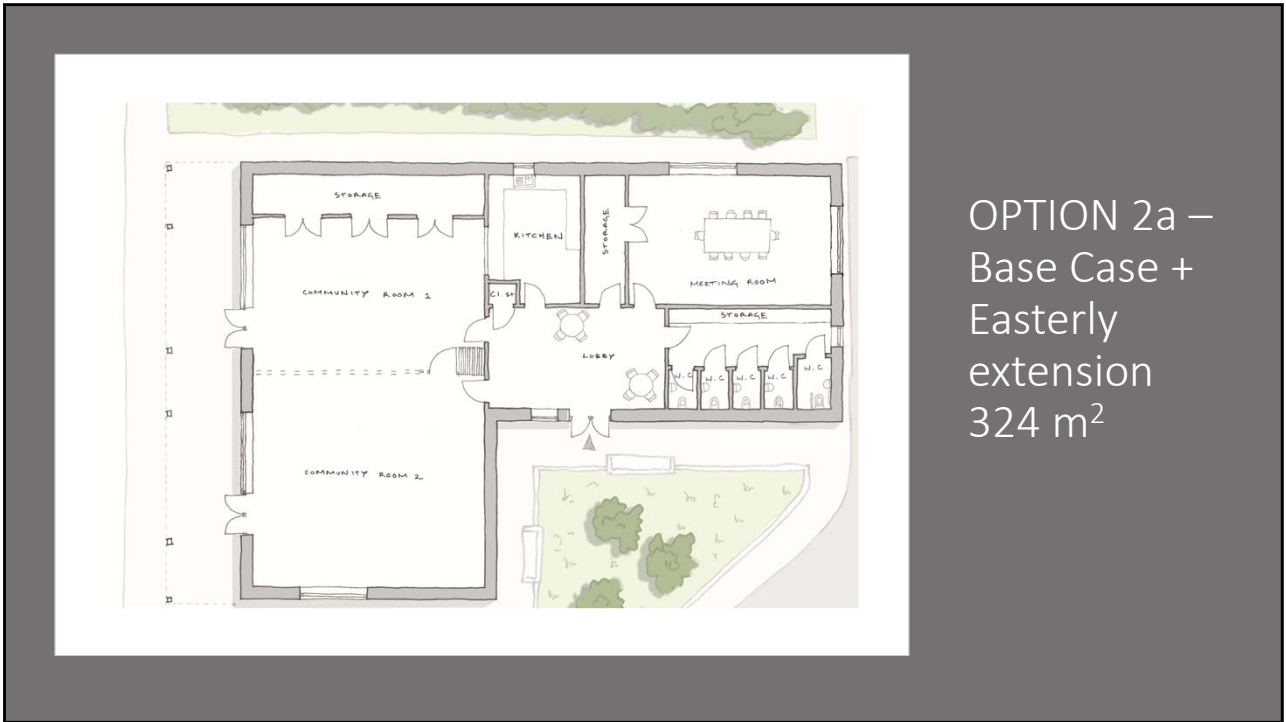 STORAGE
KITCHEN
STORAGE
COMMUNITY ROOM 1
Cl. St
MEETING ROOM
STORAGE
LOBBY
W.C
W.C
W.C
W.C
W.C
COMMUNITY ROOM 2
OPTION 2a –
Base Case +
Easterly
extension
324 m²